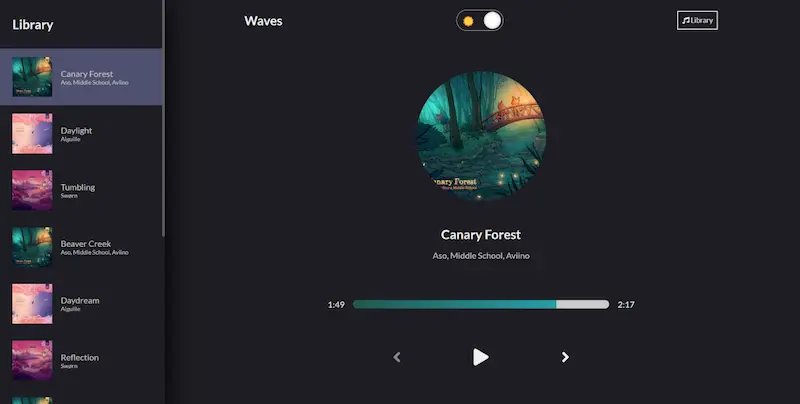 Library
Canary Forest
Aso, Middle School, Aviino
Daylight
Aiguille
Tumbling
Swørn
Beaver Creek
Aso, Middle School, Aviino
Daydream
Aiguille
Reflection
Swørn
Waves
Library
nary Forest
Canary Forest
Aso, Middle School, Aviino
1:49
2:17